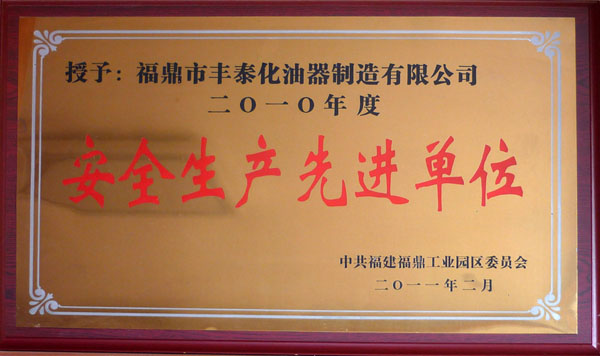 授予：福鼎市丰泰化油器制造有限公司
二〇一〇年度
安全生产先进单位
中共福建福鼎工业园区委员会
二〇一一年二月